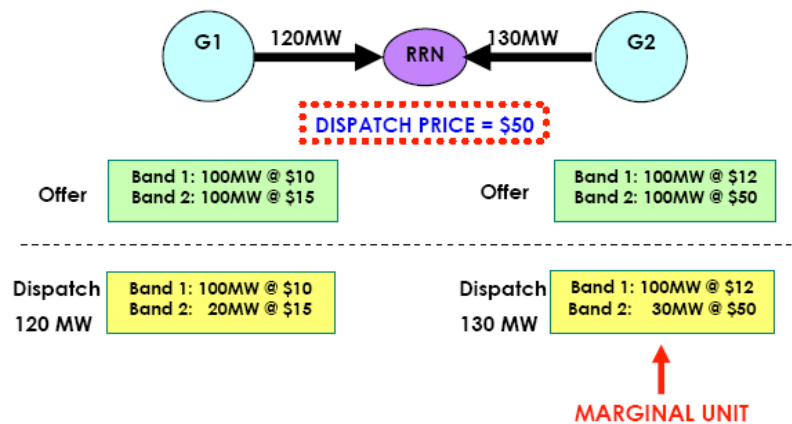 G1
120MW
RRN
130MW
G2
DISPATCH PRICE = $50
Offer
Band 1: 100MW @ $10
Band 2: 100MW @ $15
Offer
Band 1: 100MW @ $12
Band 2: 100MW @ $50
Dispatch
120 MW
Band 1: 100MW @ $10
Band 2: 20MW @ $15
Dispatch
130 MW
Band 1: 100MW @ $12
Band 2: 30MW @ $50
MARGINAL UNIT